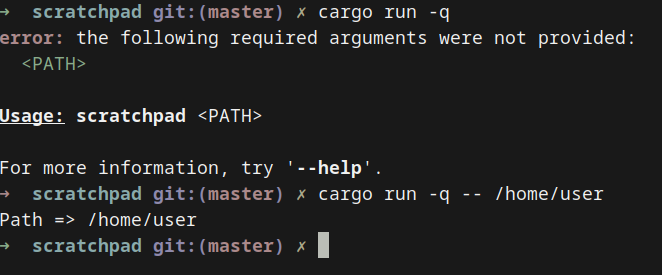 → scratchpad git:(master) ✗ cargo run -q
error: the following required arguments were not provided:
  <PATH>
Usage: scratchpad <PATH>
For more information, try '--help'.
→ scratchpad git:(master) ✗ cargo run -q -- /home/user
Path => /home/user
→ scratchpad git:(master) ✗